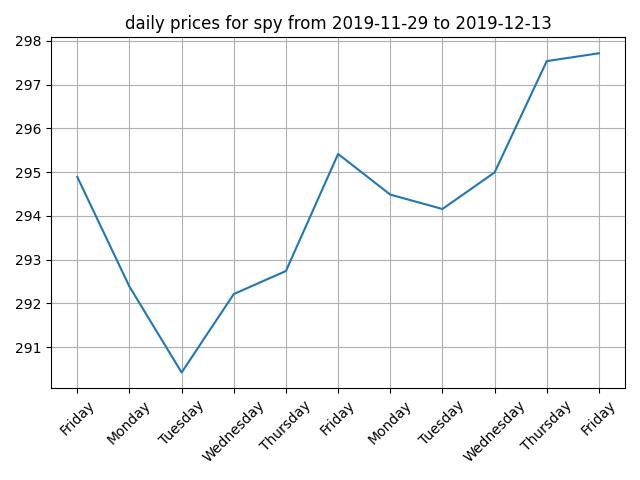 daily prices for spy from 2019-11-29 to 2019-12-13
298
297
296
295
294
293
292
291
Friday
Monday
Tuesday
Wednesday
Thursday
Friday
Monday
Tuesday
Wednesday
Thursday
Friday